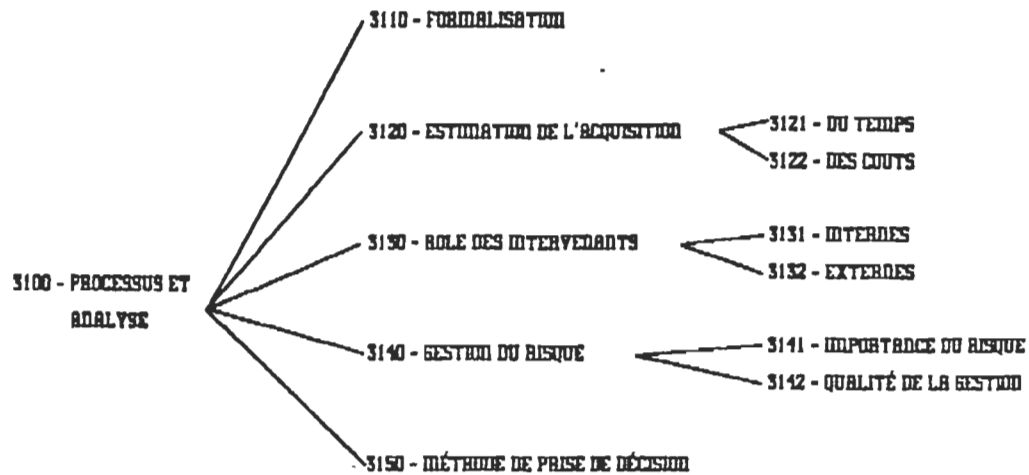 3110 - FORMALISATION
3120 - ESTIMATION DE L'ACQUISITION
3121 - DU TEMPS
3122 - DES COUTS
3130 - ROLE DES INTERVENANTS
3131 - INTERNES
3132 - EXTERNES
3100 - PROCESSUS ET
ANALYSE
3140 - GESTION DU RISQUE
3141 - IMPORTANCE DU RISQUE
3142 - QUALITÉ DE LA GESTION
3150 - MÉTHODE DE PRISE DE DÉCISION